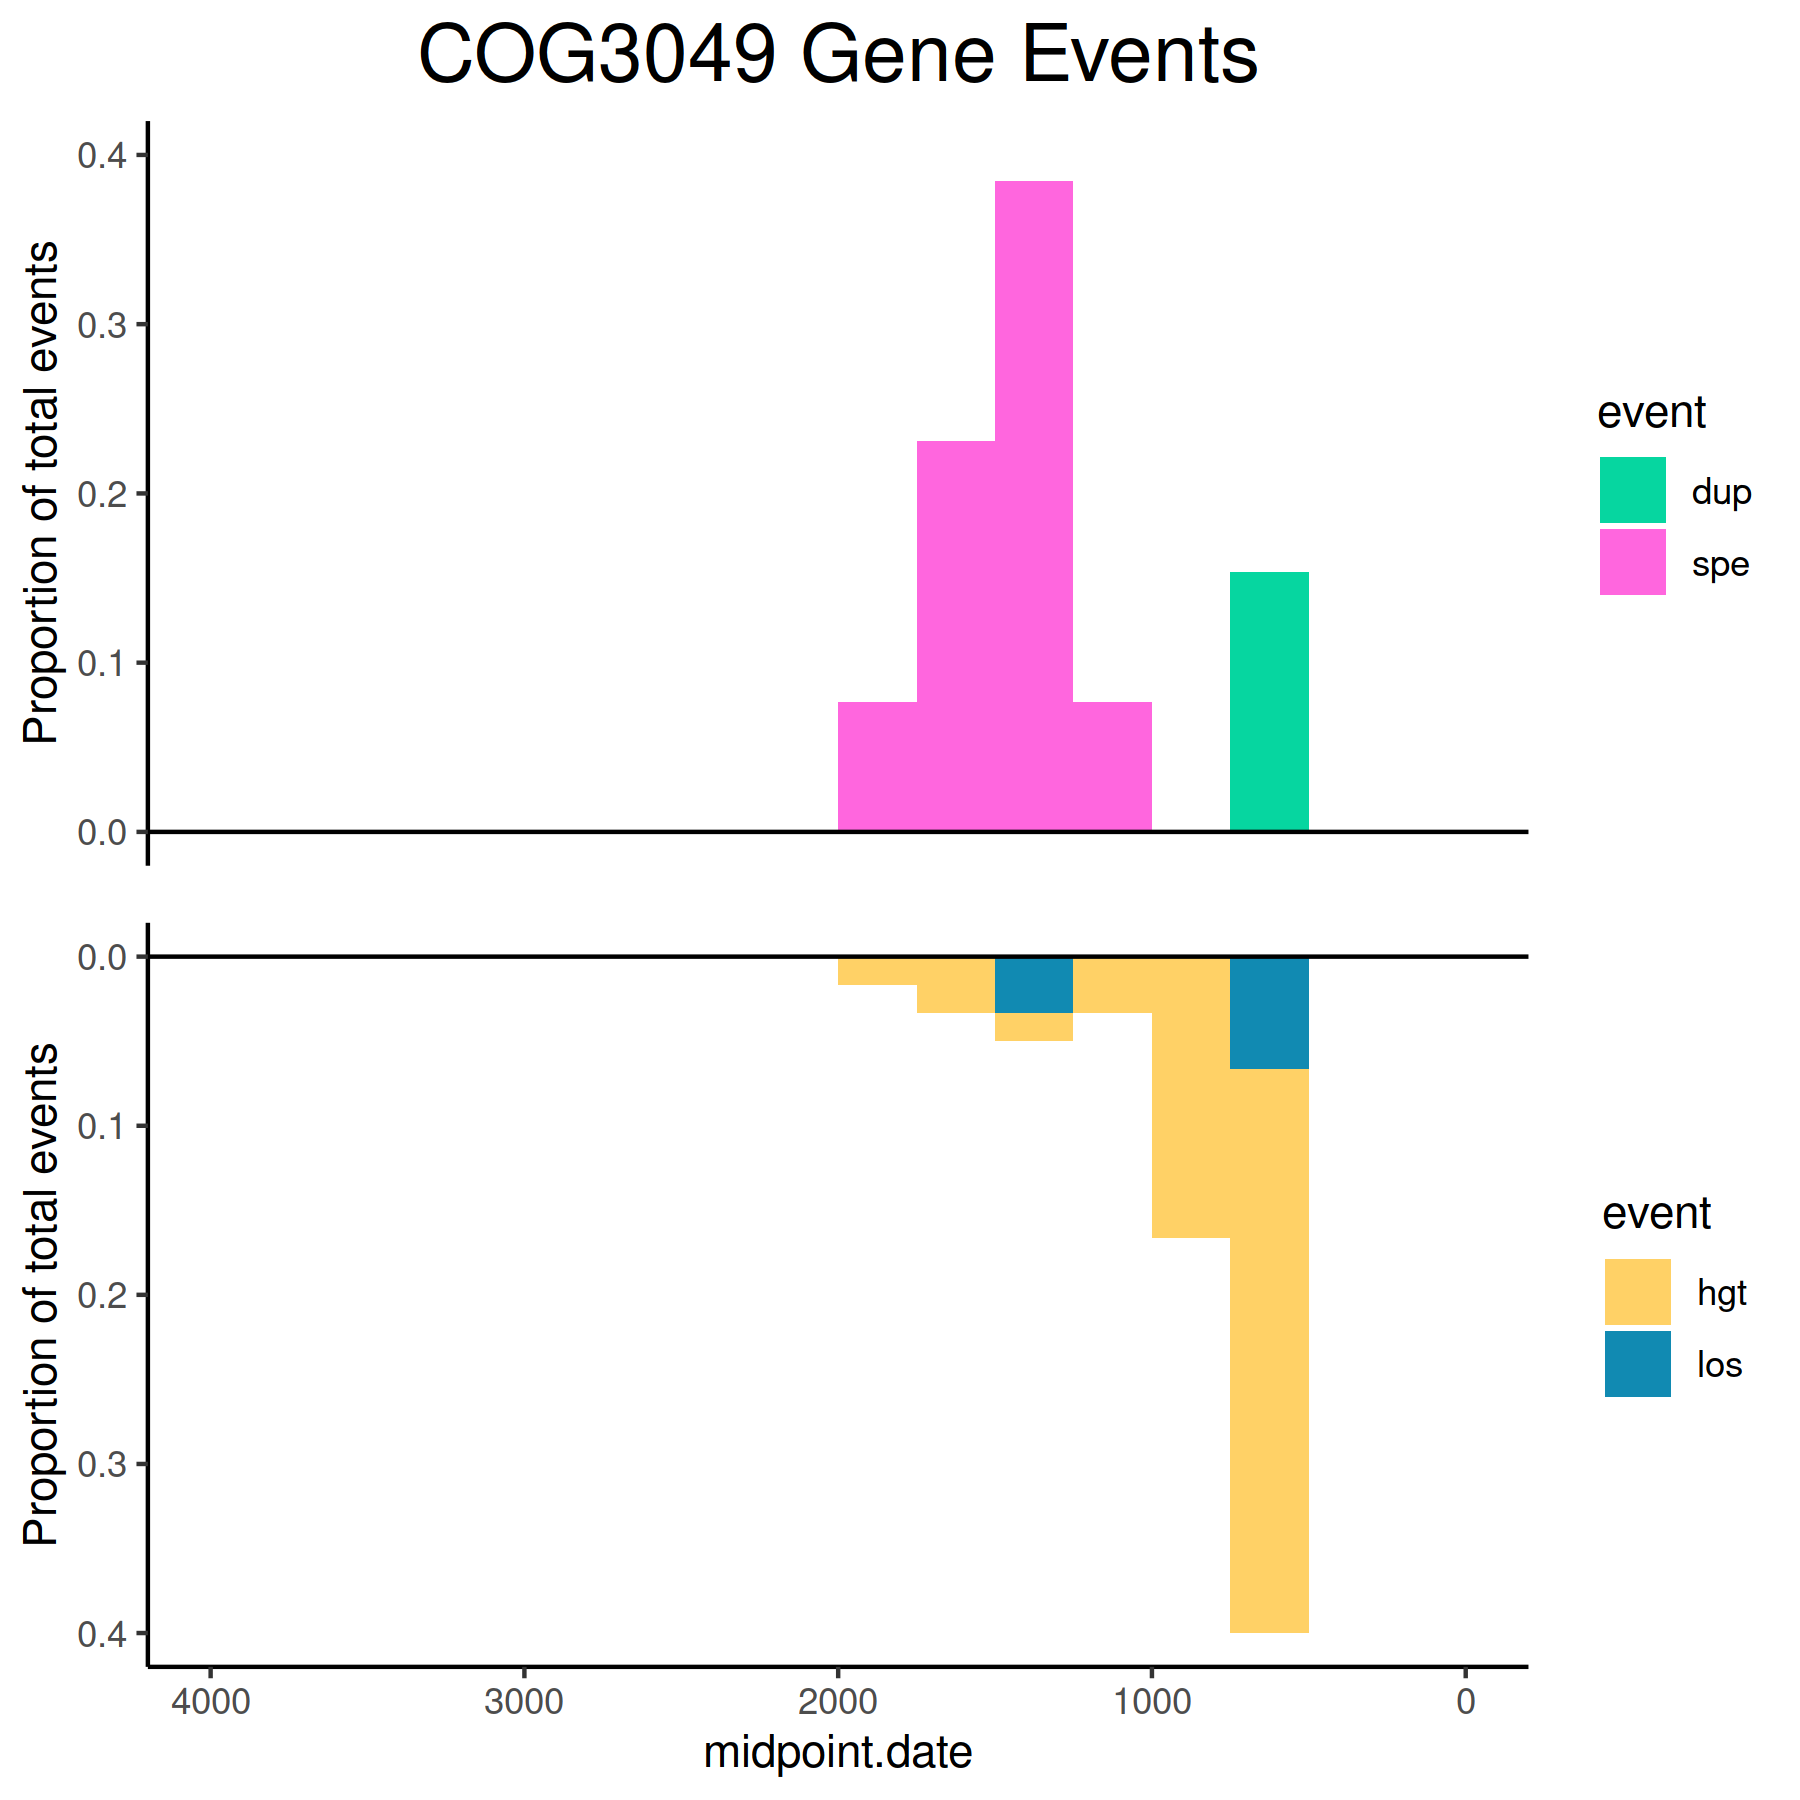 COG3049 Gene Events
Proportion of total events
0.4
0.3
0.2
0.1
0.0
event
dup
spe
Proportion of total events
0.0
0.1
0.2
0.3
0.4
event
hgt
los
4000 3000 2000 1000 0
midpoint.date